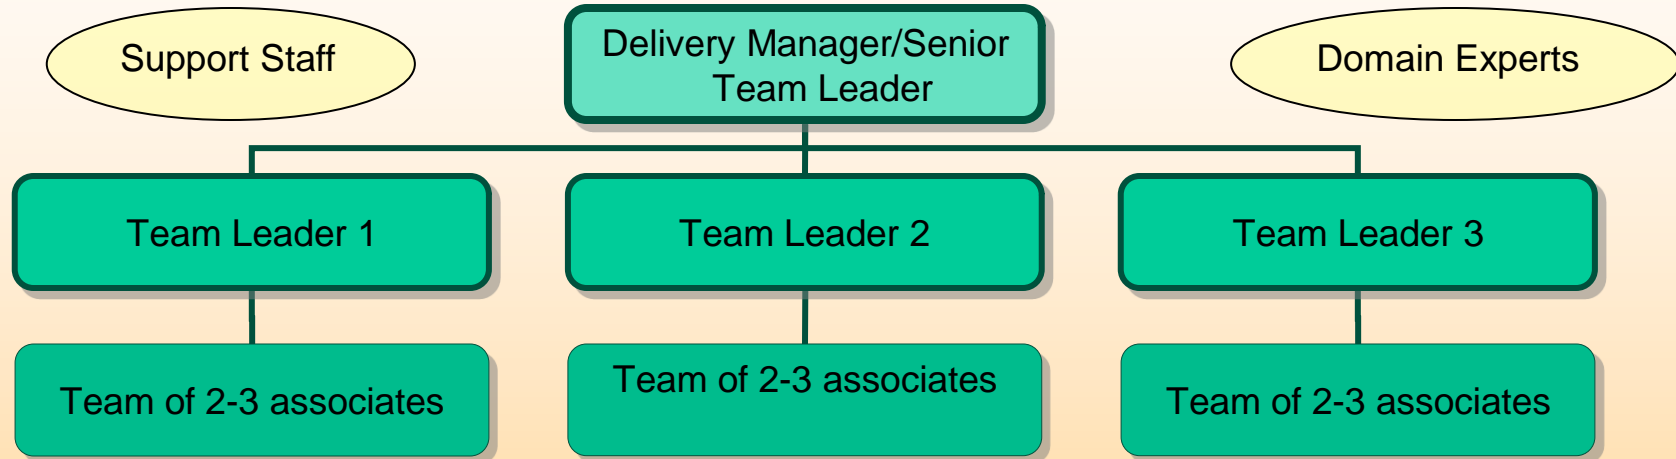 Support Staff
Delivery Manager/Senior
Team Leader
Domain Experts
Team Leader 1
Team Leader 2
Team Leader 3
Team of 2-3 associates
Team of 2-3 associates
Team of 2-3 associates